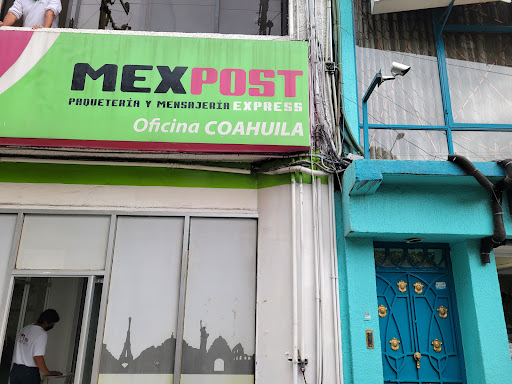 MEXPOST
PAQUETERÍA Y MENSAJERÍA EXPRESS
Oficina COAHUILA